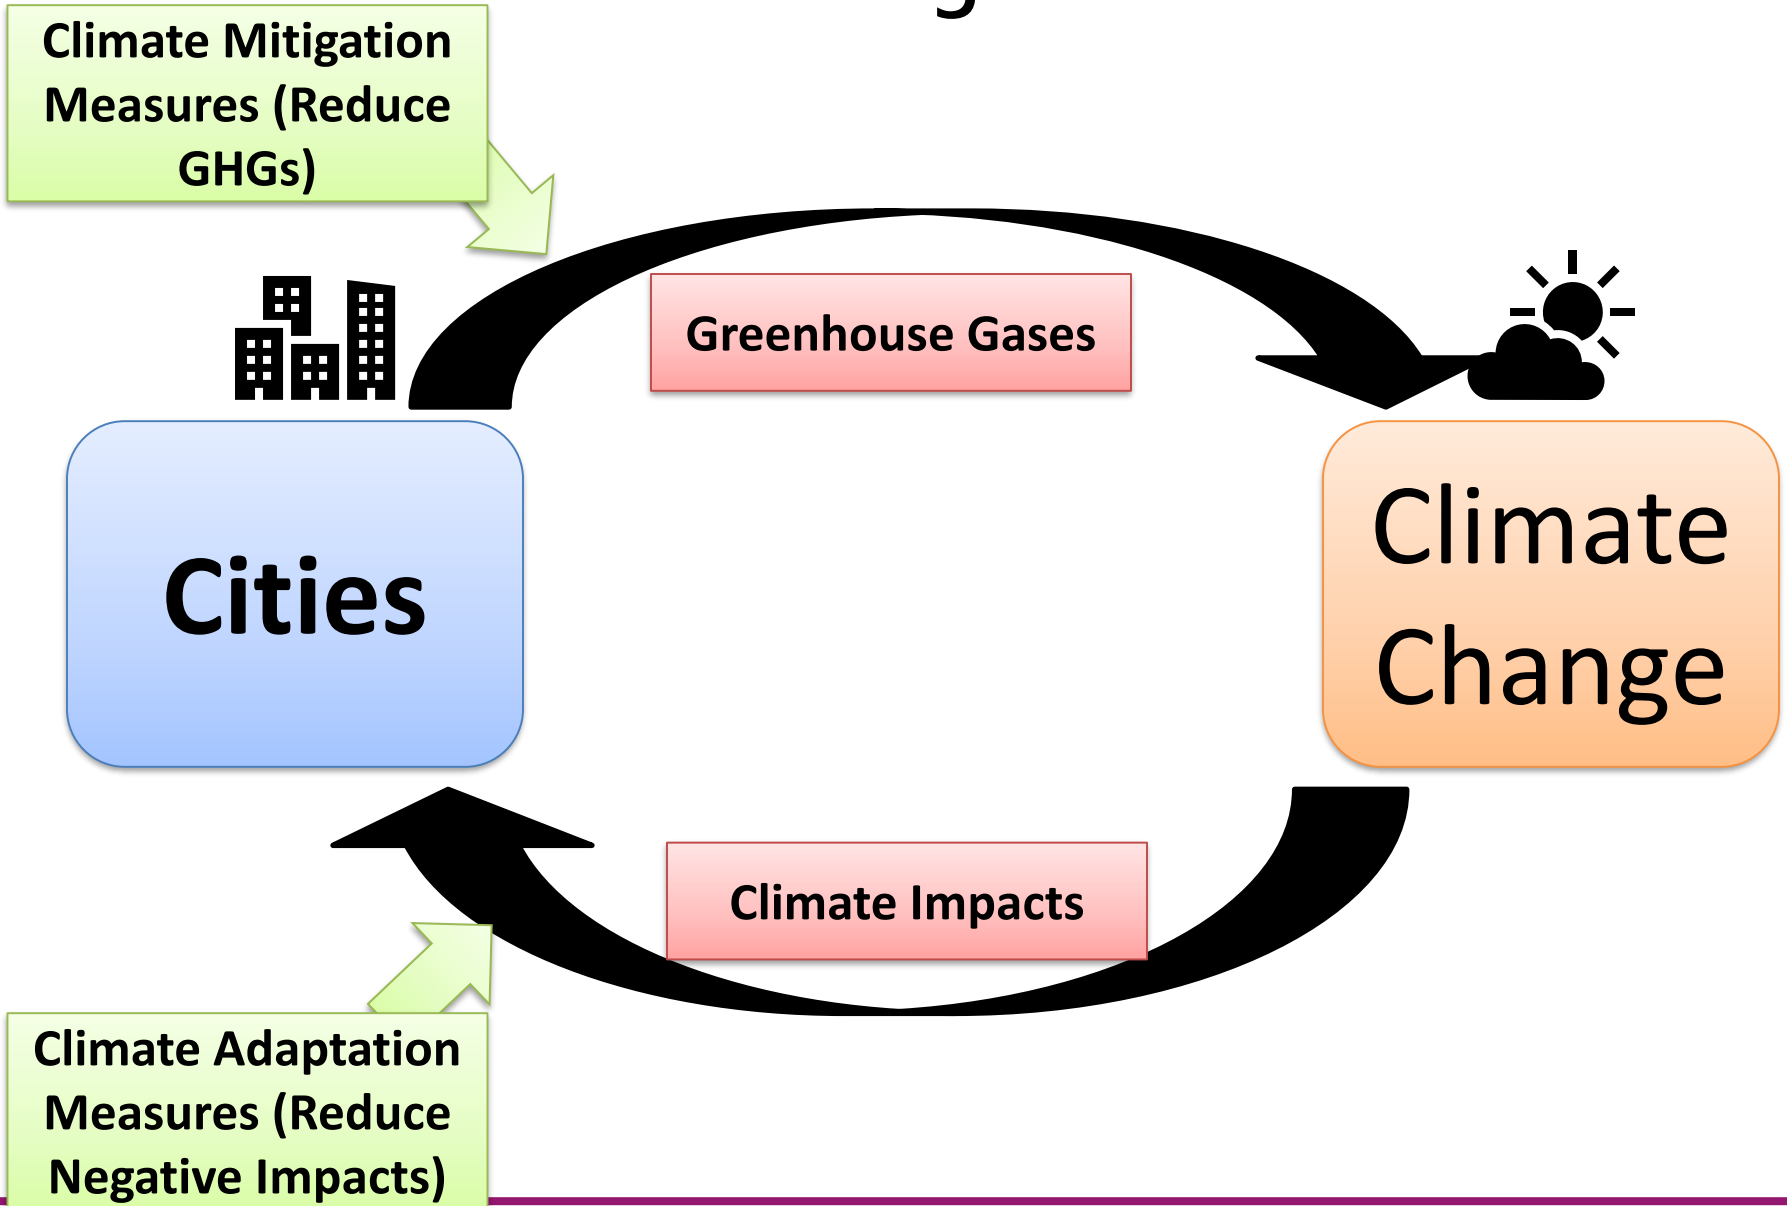 Climate Mitigation
Measures (Reduce
GHGs)
Greenhouse Gases
Cities
Climate
Change
Climate Impacts
Climate Adaptation
Measures (Reduce
Negative Impacts)